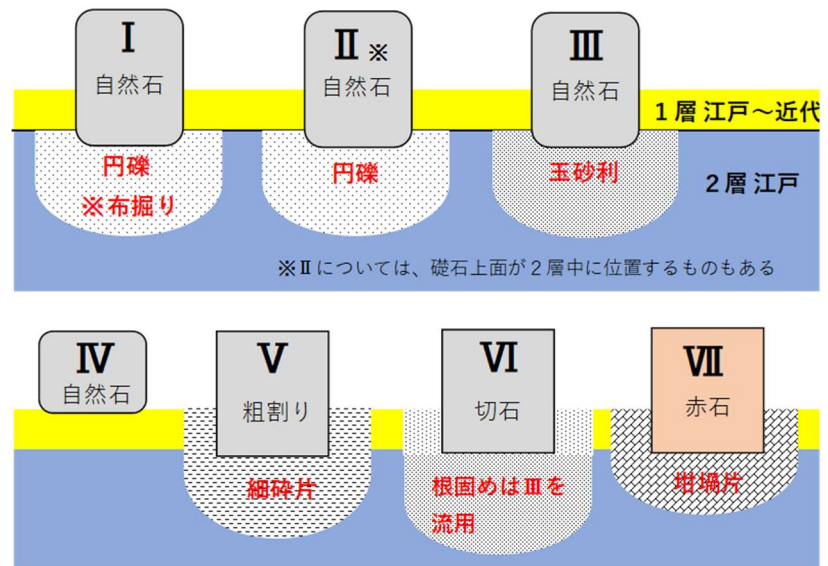 Ⅰ
自然石
円礫
※布掘り
Ⅱ※
自然石
円礫
Ⅲ
自然石
玉砂利
1層 江戸～近代
2層 江戸
※Ⅱについては、礎石上面が2層中に位置するものもある
Ⅳ
自然石
Ⅴ
粗割り
細砕片
Ⅵ
切石
根固めはⅢを
流用
Ⅶ
赤石
坩堝片